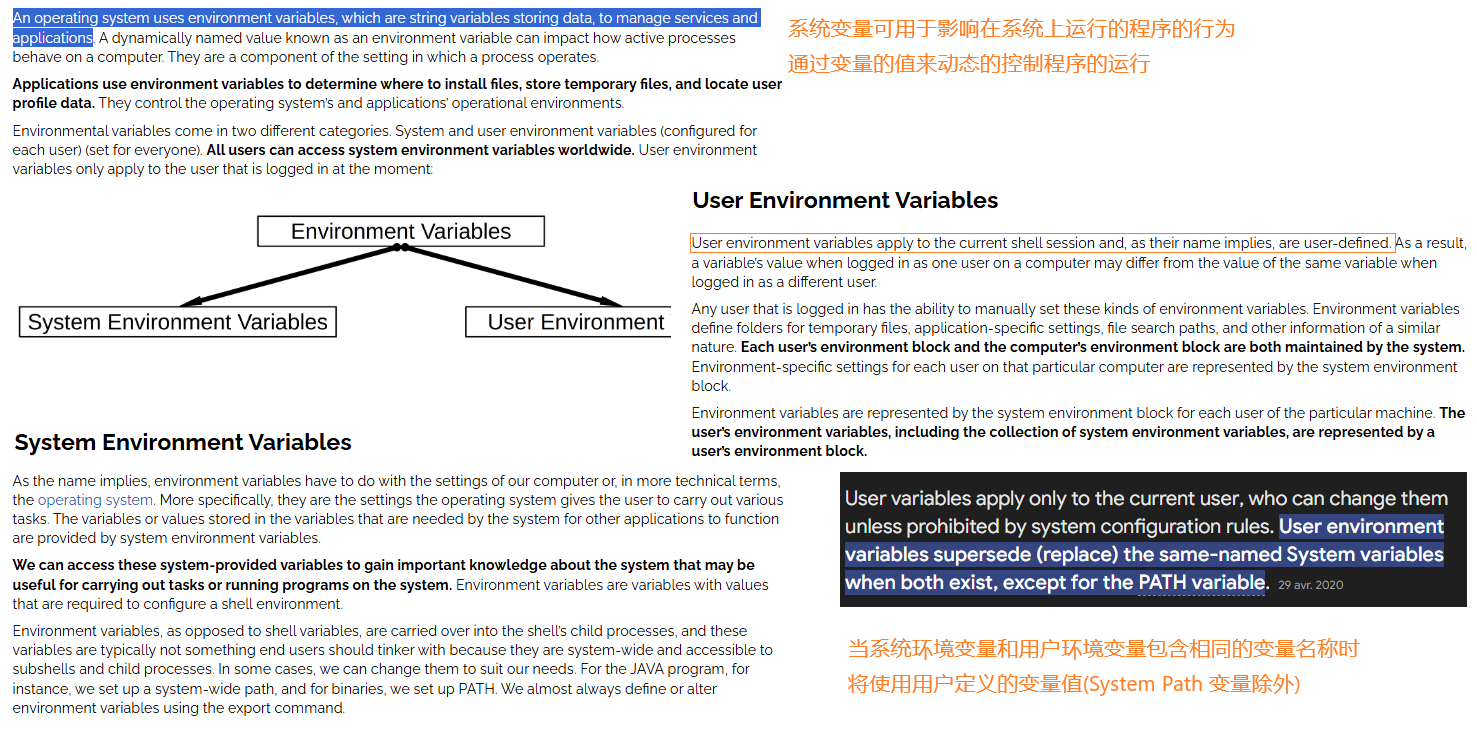 An operating system uses environment variables, which are string variables storing data, to manage services and
applications. A dynamically named value known as an environment variable can impact how active processes
behave on a computer. They are a component of the setting in which a process operates.
系统变量可用于影响在系统上运行的程序的行为
通过变量的值来动态的控制程序的运行
Applications use environment variables to determine where to install files, store temporary files, and locate user
profile data. They control the operating system's and applications' operational environments.
Environmental variables come in two different categories. System and user environment variables (configured for
each user) (set for everyone). All users can access system environment variables worldwide. User environment
variables only apply to the user that is logged in at the moment:
Environment Variables
System Environment Variables
User Environment
User Environment Variables
User environment variables apply to the current shell session and, as their name implies, are user-defined. As a result,
a variable's value when logged in as one user on a computer may differ from the value of the same variable when
logged in as a different user.
Any user that is logged in has the ability to manually set these kinds of environment variables. Environment variables
define folders for temporary files, application-specific settings, file search paths, and other information of a similar
nature. Each user's environment block and the computer's environment block are both maintained by the system.
Environment-specific settings for each user on that particular computer are represented by the system environment
block.
Environment variables are represented by the system environment block for each user of the particular machine. The
user's environment variables, including the collection of system environment variables, are represented by a
user's environment block.
System Environment Variables
As the name implies, environment variables have to do with the settings of our computer or, in more technical terms,
the operating system. More specifically, they are the settings the operating system gives the user to carry out various
tasks. The variables or values stored in the variables that are needed by the system for other applications to function
are provided by system environment variables.
We can access these system-provided variables to gain important knowledge about the system that may be
useful for carrying out tasks or running programs on the system. Environment variables are variables with values
that are required to configure a shell environment.
Environment variables, as opposed to shell variables, are carried over into the shell's child processes, and these
variables are typically not something end users should tinker with because they are system-wide and accessible to
subshells and child processes. In some cases, we can change them to suit our needs. For the JAVA program, for
instance, we set up a system-wide path, and for binaries, we set up PATH. We almost always define or alter
environment variables using the export command.
User variables apply only to the current user, who can change them
unless prohibited by system configuration rules. User environment
variables supersede (replace) the same-named System variables
when both exist, except for the PATH variable. 29 avr. 2020
当系统环境变量和用户环境变量包含相同的变量名称时
将使用用户定义的变量值(System Path 变量除外)